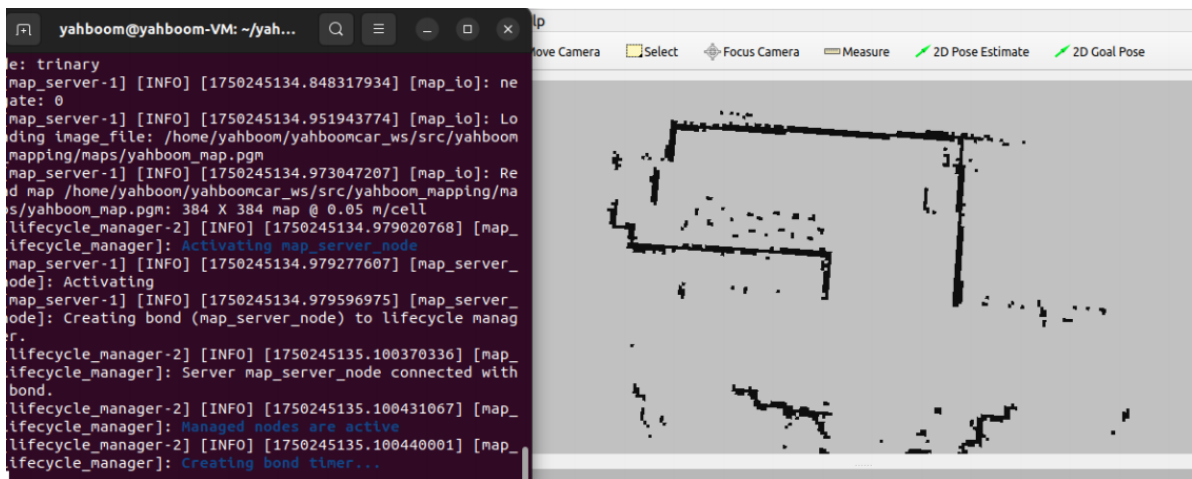 yahboom@yahboom-VM: ~/yah...
de: trinary
[map_server-1] [INFO] [1750245134.848317934] [map_io]: ne
gate: 0
[map_server-1] [INFO] [1750245134.951943774] [map_io]: Lo
ading image_file: /home/yahboom/yahboomcar_ws/src/yahboom
_mapping/maps/yahboom_map.pgm
[map_server-1] [INFO] [1750245134.973047207] [map_io]: Re
ad map /home/yahboom/yahboomcar_ws/src/yahboom_mapping/ma
ps/yahboom_map.pgm: 384 X 384 map @ 0.05 m/cell
[lifecycle_manager-2] [INFO] [1750245134.979020768] [map_
lifecycle_manager]: Activating map_server_node
[map_server-1] [INFO] [1750245134.979277607] [map_server_
node]: Activating
[map_server-1] [INFO] [1750245134.979596975] [map_server_
node]: Creating bond (map_server_node) to lifecycle manag
er.
[lifecycle_manager-2] [INFO] [1750245135.100370336] [map_
lifecycle_manager]: Server map_server_node connected with
bond.
[lifecycle_manager-2] [INFO] [1750245135.100431067] [map_
lifecycle_manager]: Managed nodes are active
[lifecycle_manager-2] [INFO] [1750245135.100440001] [map_
lifecycle_manager]: Creating bond timer...
lp
Move Camera Select Focus Camera Measure 2D Pose Estimate 2D Goal Pose